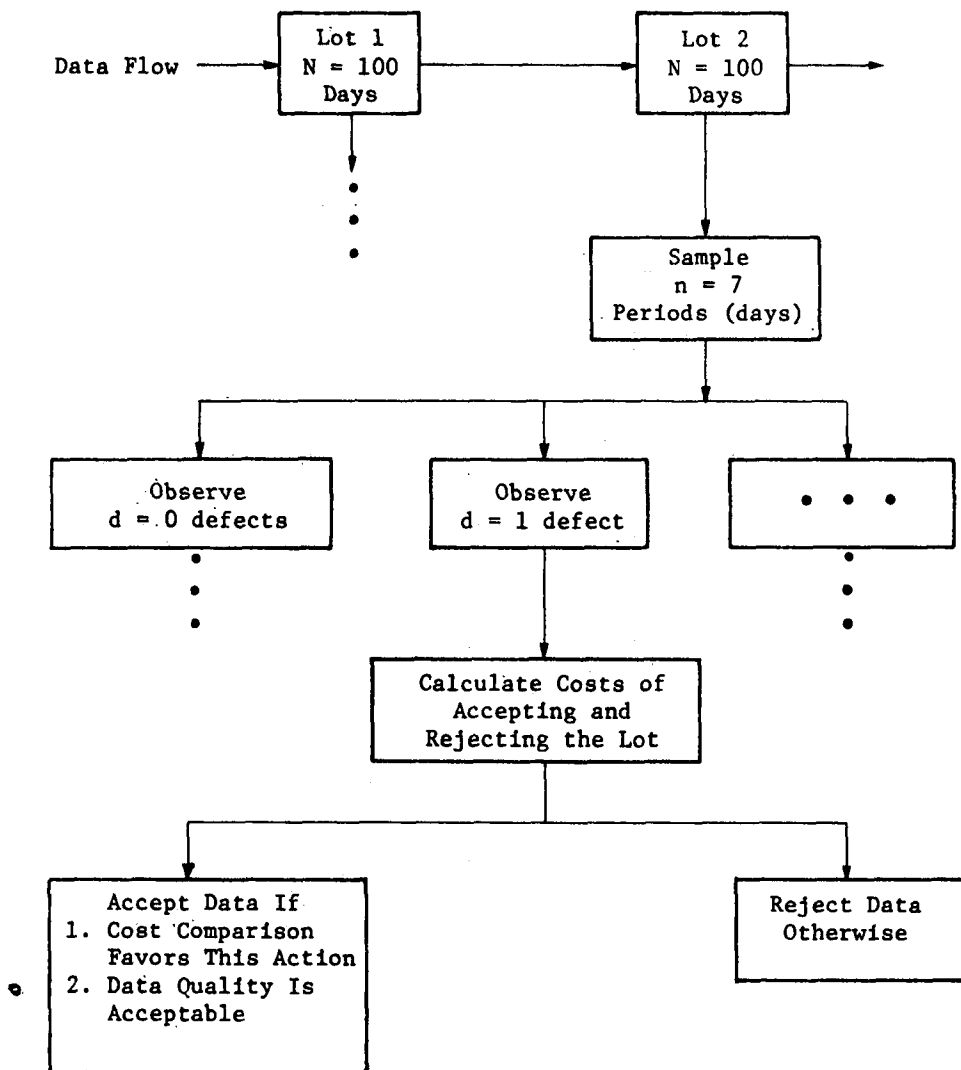 Data Flow
Lot 1
N = 100
Days
Lot 2
N = 100
Days
Sample
n = 7
Periods (days)
Observe
d = 0 defects
Observe
d = 1 defect
• • •
Calculate Costs of
Accepting and
Rejecting the Lot
Accept Data If
1. Cost Comparison
Favors This Action
2. Data Quality Is
Acceptable
Reject Data
Otherwise